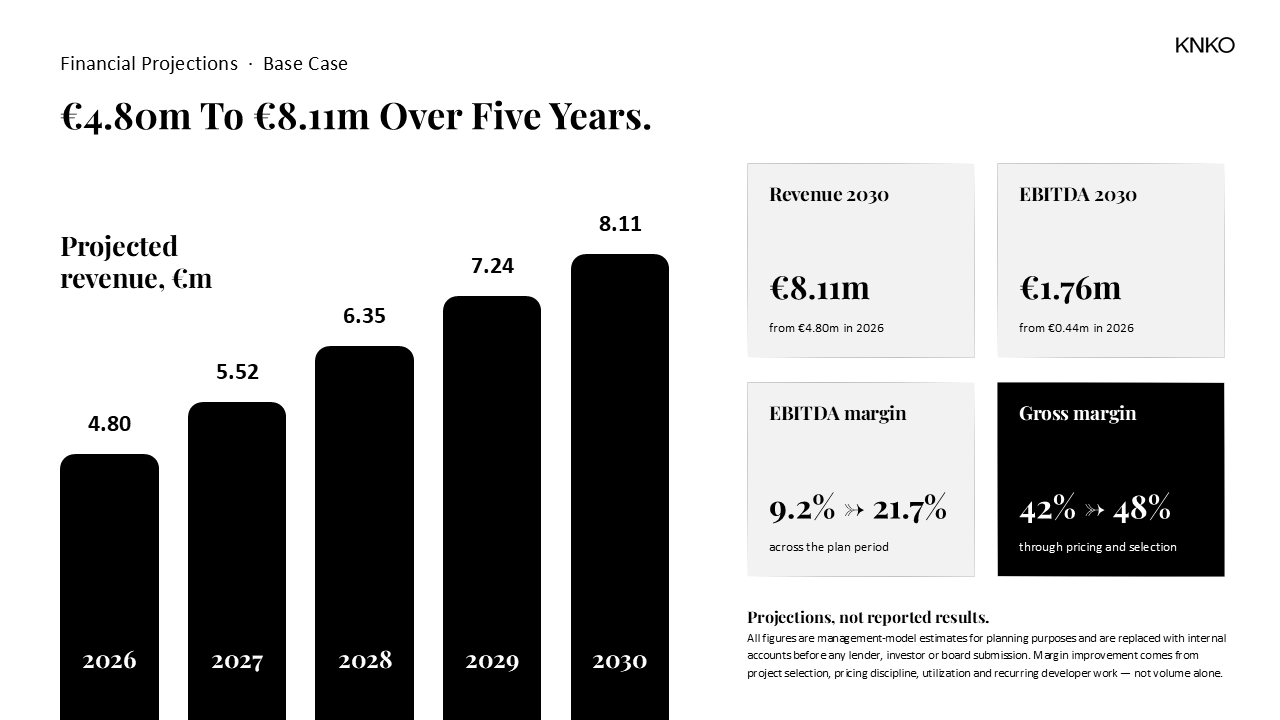 KNKO
Financial Projections · Base Case
€4.80m To €8.11m Over Five Years.
Projected
revenue, €m
4.80
5.52
6.35
7.24
8.11
2026
2027
2028
2029
2030
Revenue 2030
€8.11m
from €4.80m in 2026
EBITDA 2030
€1.76m
from €0.44m in 2026
EBITDA margin
9.2% → 21.7%
across the plan period
Gross margin
42% → 48%
through pricing and selection
Projections, not reported results.
All figures are management-model estimates for planning purposes and are replaced with internal
accounts before any lender, investor or board submission. Margin improvement comes from
project selection, pricing discipline, utilization and recurring developer work — not volume alone.